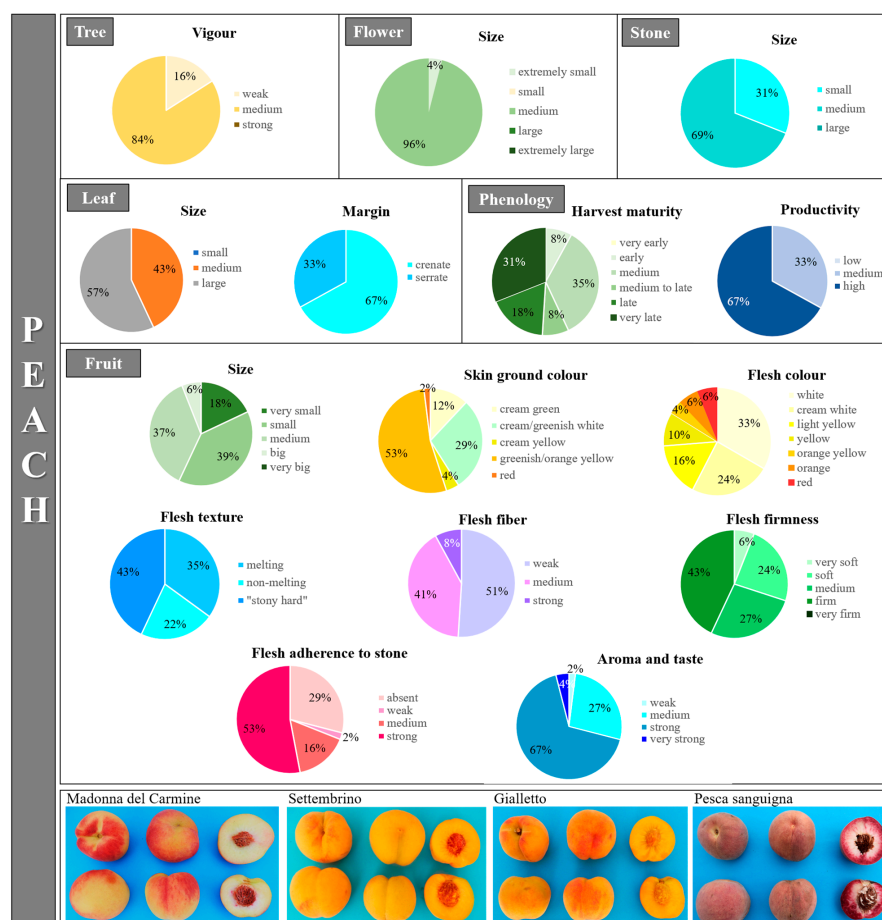 PEACH
Tree
Vigour
16%
84%
weak
medium
strong
Flower
Size
4%
96%
extremely small
small
medium
large
extremely large
Stone
Size
31%
69%
small
medium
large
Leaf
Size
43%
57%
small
medium
large
Margin
33%
67%
crenate
serrate
Phenology
Harvest maturity
8%
35%
8%
18%
31%
very early
early
medium
medium to late
late
very late
Productivity
33%
67%
low
medium
high
Fruit
Size
6%
18%
37%
39%
very small
small
medium
big
very big
Skin ground colour
2%
12%
29%
4%
53%
cream green
cream/greenish white
cream yellow
greenish/orange yellow
red
Flesh colour
6%
6%
4%
10%
16%
24%
33%
white
cream white
light yellow
yellow
orange yellow
orange
red
Flesh texture
43%
35%
22%
melting
non-melting
"stony hard"
Flesh fiber
8%
41%
51%
weak
medium
strong
Flesh firmness
6%
24%
27%
43%
very soft
soft
medium
firm
very firm
Flesh adherence to stone
29%
2%
16%
53%
absent
weak
medium
strong
Aroma and taste
2%
4%
27%
67%
weak
medium
strong
very strong
Madonna del Carmine
Settembrino
Gialletto
Pesca sanguigna